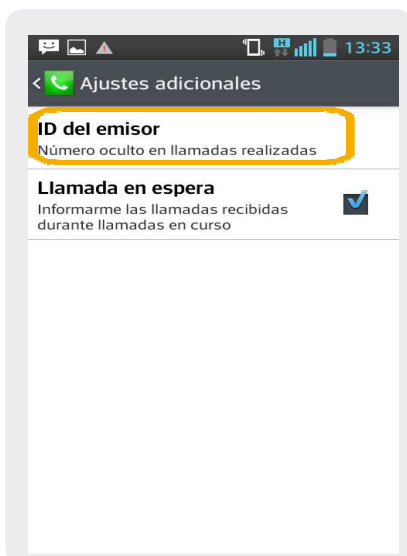 H 13:33
< Ajustes adicionales
ID del emisor
Número oculto en llamadas realizadas
Llamada en espera
Informarme las llamadas recibidas
durante llamadas en curso